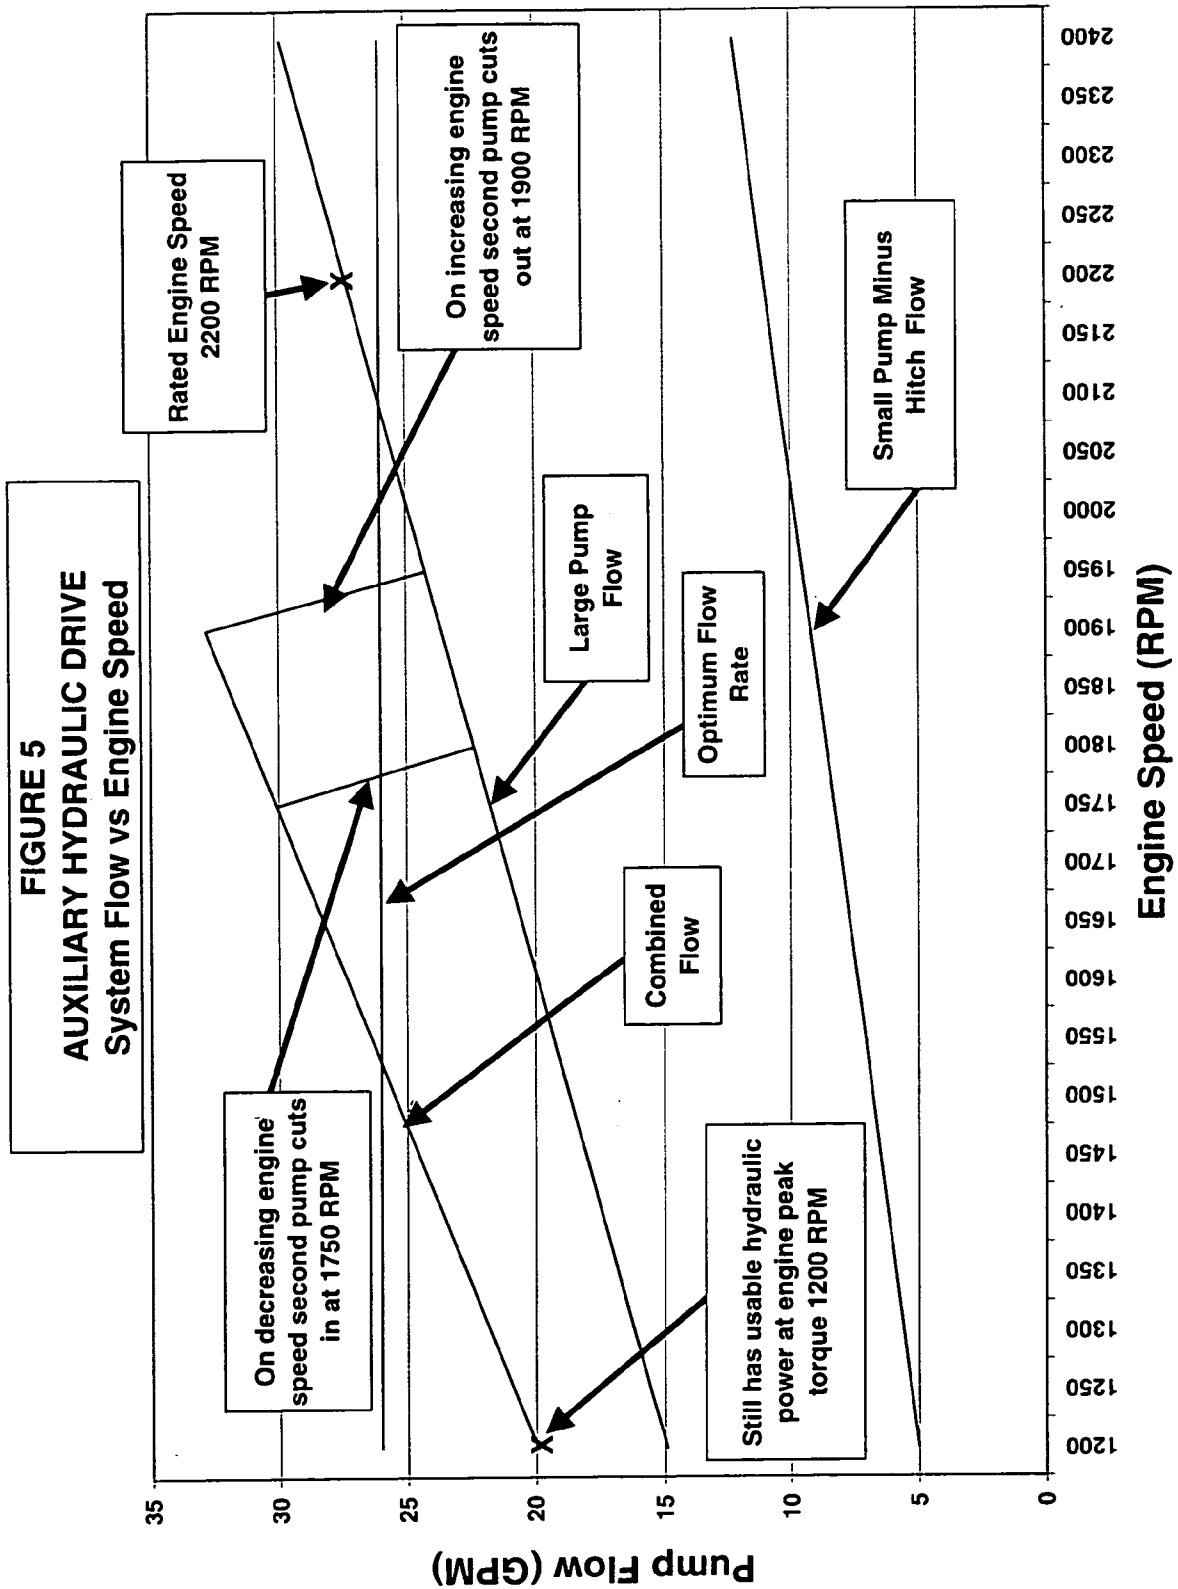 FIGURE 5
AUXILIARY HYDRAULIC DRIVE
System Flow vs Engine Speed
Rated Engine Speed
2200 RPM
On increasing engine
speed second pump cuts
out at 1900 RPM
On decreasing engine
speed second pump cuts
in at 1750 RPM
Large Pump
Flow
Optimum Flow
Rate
Combined
Flow
Still has usable hydraulic
power at engine peak
torque 1200 RPM
Small Pump Minus
Hitch Flow
X
X
Pump Flow (GPM)
35
30
25
20
15
10
5
0
1200
1250
1300
1350
1400
1450
1500
1550
1600
1650
1700
1750
1800
1850
1900
1950
2000
2050
2100
2150
2200
2250
2300
2350
2400
Engine Speed (RPM)